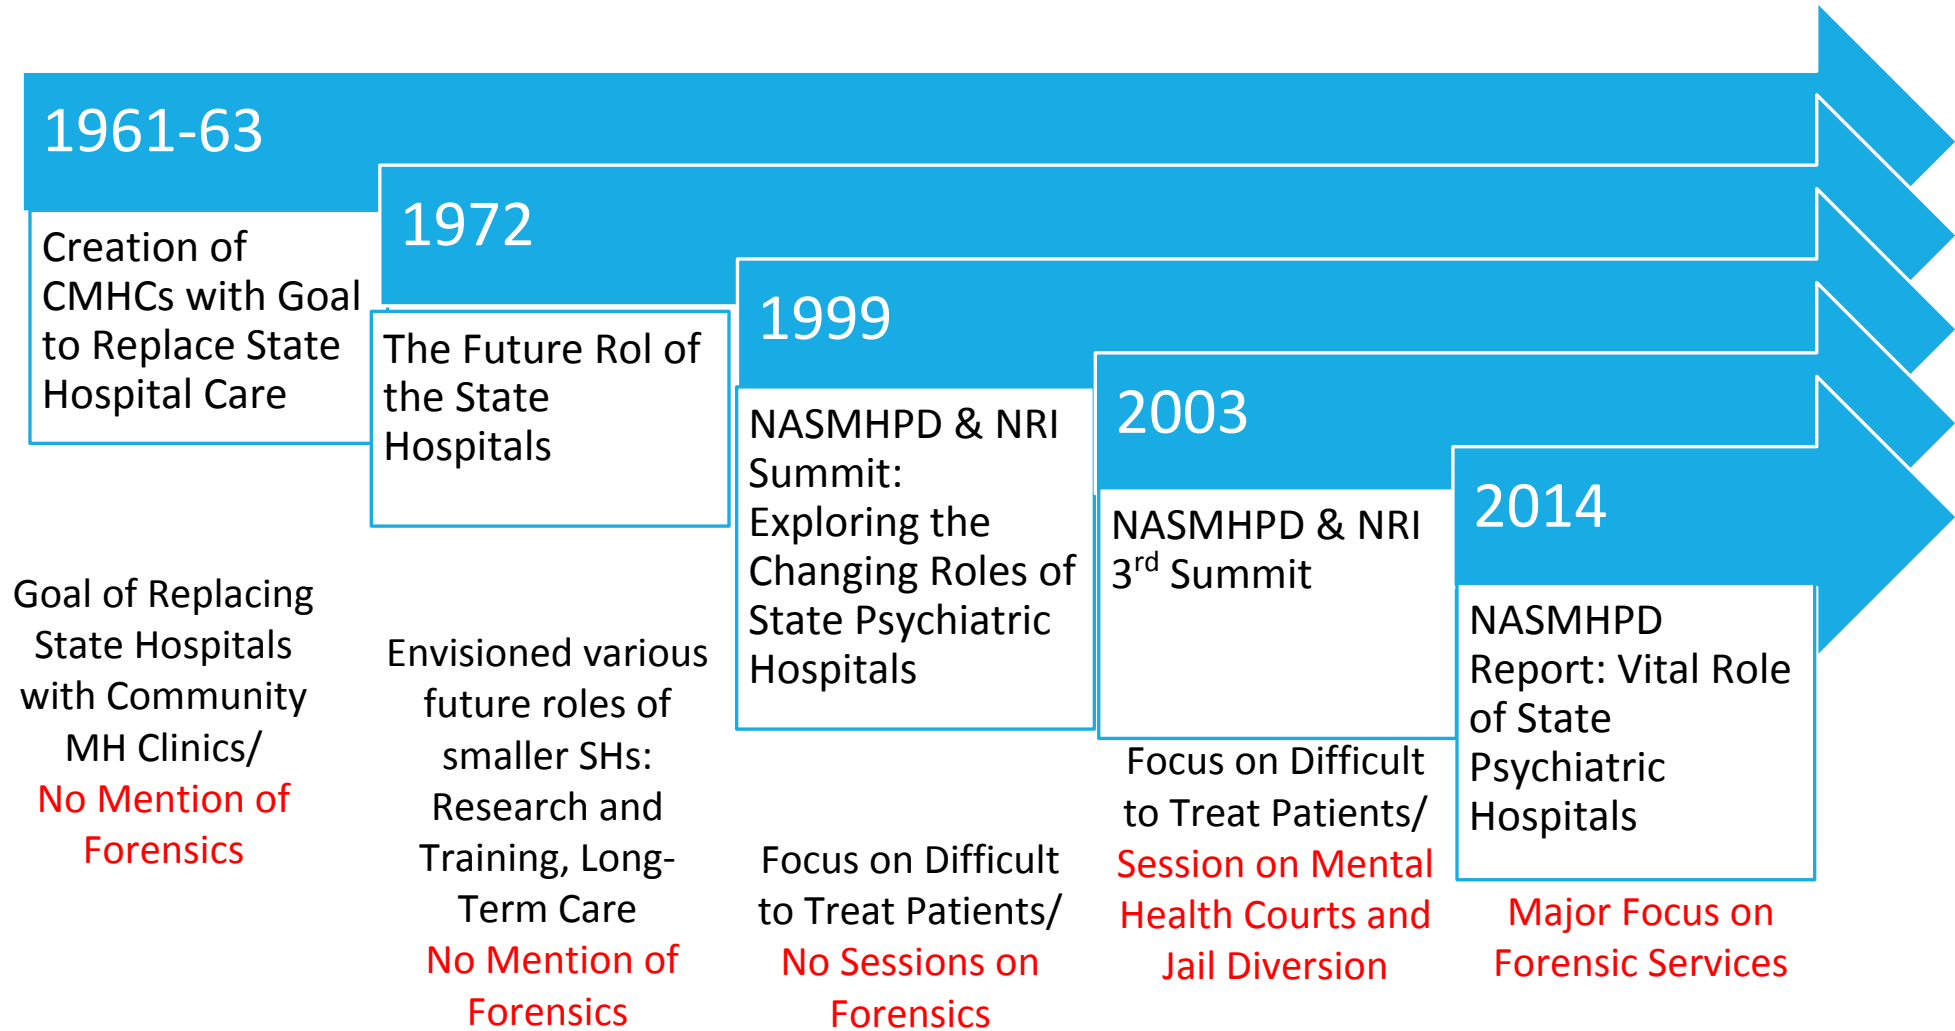 1961-63
Creation of
CMHCs with Goal
to Replace State
Hospital Care
Goal of Replacing
State Hospitals
with Community
MH Clinics/
No Mention of
Forensics
1972
The Future Rol of
the State
Hospitals
Envisioned various
future roles of
smaller SHs:
Research and
Training, Long-
Term Care
No Mention of
Forensics
1999
NASMHPD & NRI
Summit:
Exploring the
Changing Roles of
State Psychiatric
Hospitals
Focus on Difficult
to Treat Patients/
No Sessions on
Forensics
2003
NASMHPD & NRI
3rd Summit
Focus on Difficult
to Treat Patients/
Session on Mental
Health Courts and
Jail Diversion
2014
NASMHPD
Report: Vital Role
of State
Psychiatric
Hospitals
Major Focus on
Forensic Services